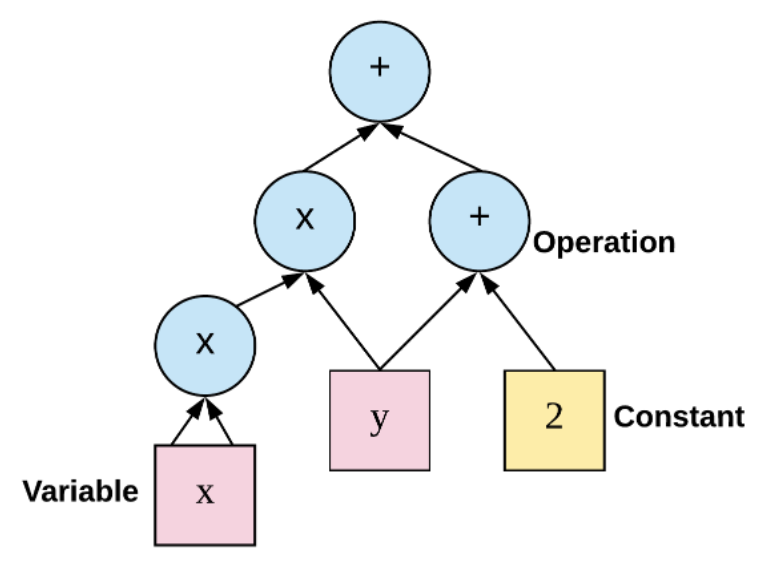 +
x
+
Operation
x
y
2
Constant
Variable
x